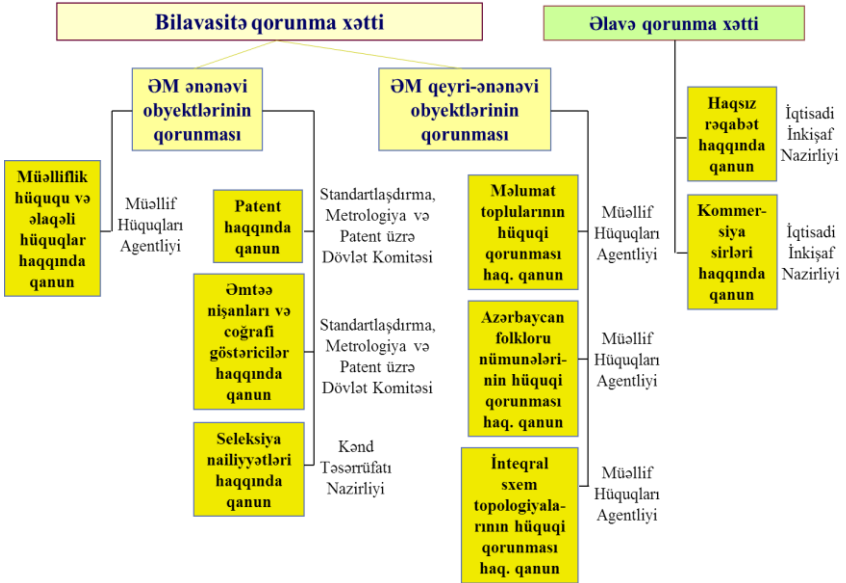 Bilavasitə qorunma xətti
Əlavə qorunma xətti
ƏM ənənəvi
obyektlərinin
qorunması
ƏM qeyri-ənənəvi
obyektlərinin
qorunması
Müəlliflik
hüququ və
əlaqəli
hüquqlar
haqqında
qanun
Müəllif
Hüquqları
Agentliyi
Patent
haqqında
qanun
Standartlaşdırma,
Metrologiya və
Patent üzrə
Dövlət Komitəsi
Əmtəə
nişanları və
coğrafi
göstəricilər
haqqında
qanun
Standartlaşdırma,
Metrologiya və
Patent üzrə
Dövlət Komitəsi
Seleksiya
nailiyyətləri
haqqında
qanun
Kənd
Təsərrüfatı
Nazirliyi
Məlumat
toplularının
hüquqi
qorunması
haq. qanun
Müəllif
Hüquqları
Agentliyi
Azərbaycan
folkloru
nümunələri-
nin hüquqi
qorunması
haq. qanun
Müəllif
Hüquqları
Agentliyi
İnteqral
sxem
topologiyala-
rının hüquqi
qorunması
haq. qanun
Müəllif
Hüquqları
Agentliyi
Haqsız
rəqabət
haqqında
qanun
İqtisadi
İnkişaf
Nazirliyi
Kommer-
siya
sirləri
haqqında
qanun
İqtisadi
İnkişaf
Nazirliyi